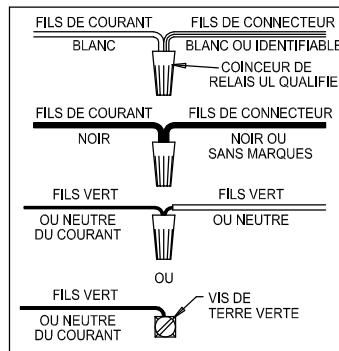 FILS DE COURANT FILS DE CONNECTEUR
BLANC BLANC OU IDENTIFIABLE
COINCEUR DE
RELAIS UL QUALIFIE
FILS DE COURANT FILS DE CONNECTEUR
NOIR NOIR OU
SANS MARQUES
FILS VERT FILS VERT
OU NEUTRE OU NEUTRE
DU COURANT
OU
FILS VERT VIS DE
TERRE VERTE
OU NEUTRE
DU COURANT